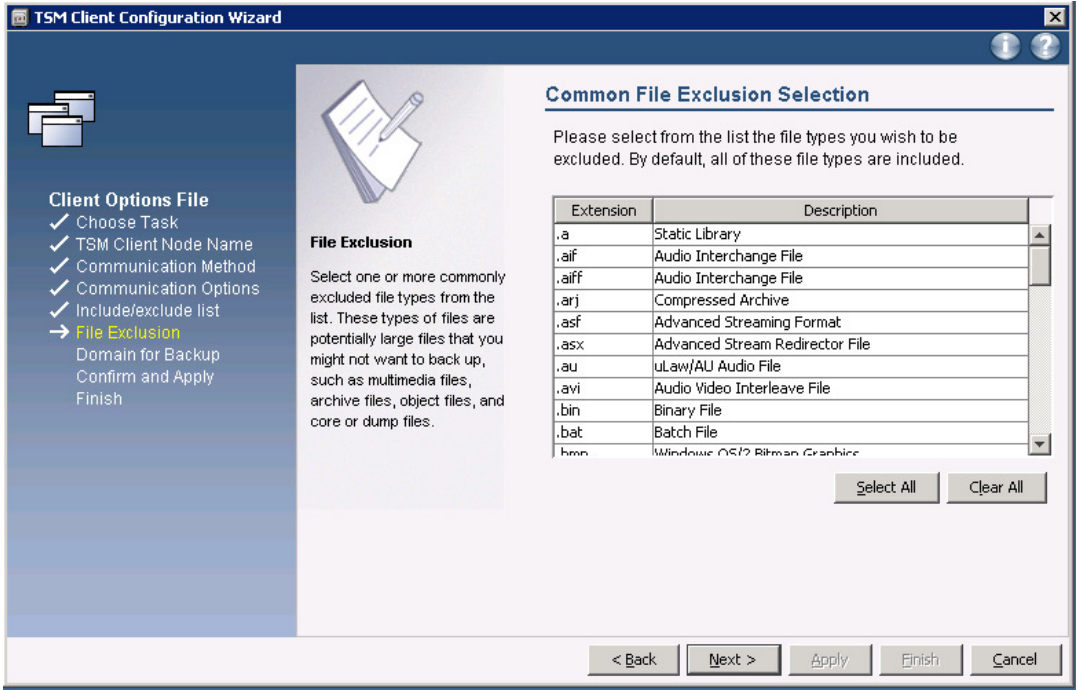 TSM Client Configuration Wizard
Client Options File
Choose Task
TSM Client Node Name
Communication Method
Communication Options
Include/exclude list
File Exclusion
Domain for Backup
Confirm and Apply
Finish
File Exclusion
Select one or more commonly
excluded file types from the
list. These types of files are
potentially large files that you
might not want to back up,
such as multimedia files,
archive files, object files, and
core or dump files.
Common File Exclusion Selection
Please select from the list the file types you wish to be
excluded. By default, all of these file types are included.
Extension Description
.a Static Library
.aif Audio Interchange File
.aiff Audio Interchange File
.arj Compressed Archive
.asf Advanced Streaming Format
.asx Advanced Stream Redirector File
.au uLaw/AU Audio File
.avi Audio Video Interleave File
.bin Binary File
.bat Batch File
.bmp Windows OS/2 Bitmap Graphics
Select All Clear All
< Back Next > Apply Finish Cancel